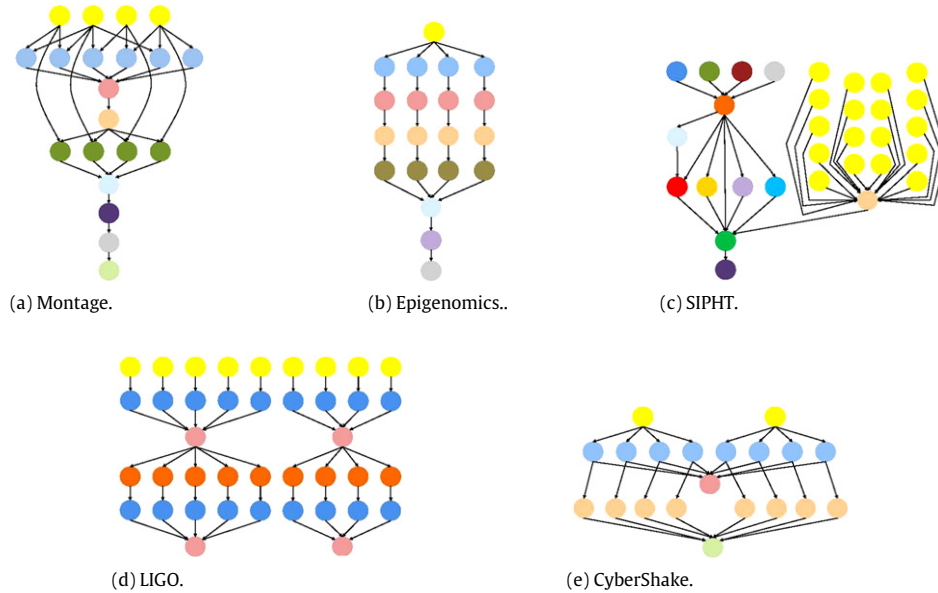 (a) Montage.
(b) Epigenomics..
(c) SIPHT.
(d) LIGO.
(e) CyberShake.